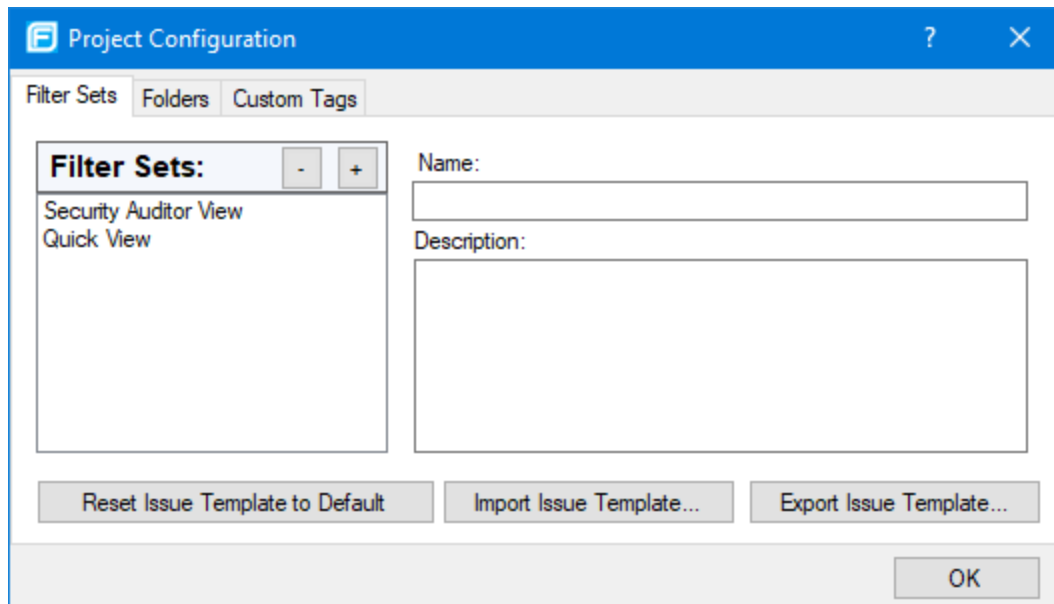 Project Configuration ?
Filter Sets Folders Custom Tags
Filter Sets: - +
Name:
Security Auditor View
Quick View
Description:
Reset Issue Template to Default Import Issue Template... Export Issue Template...
OK